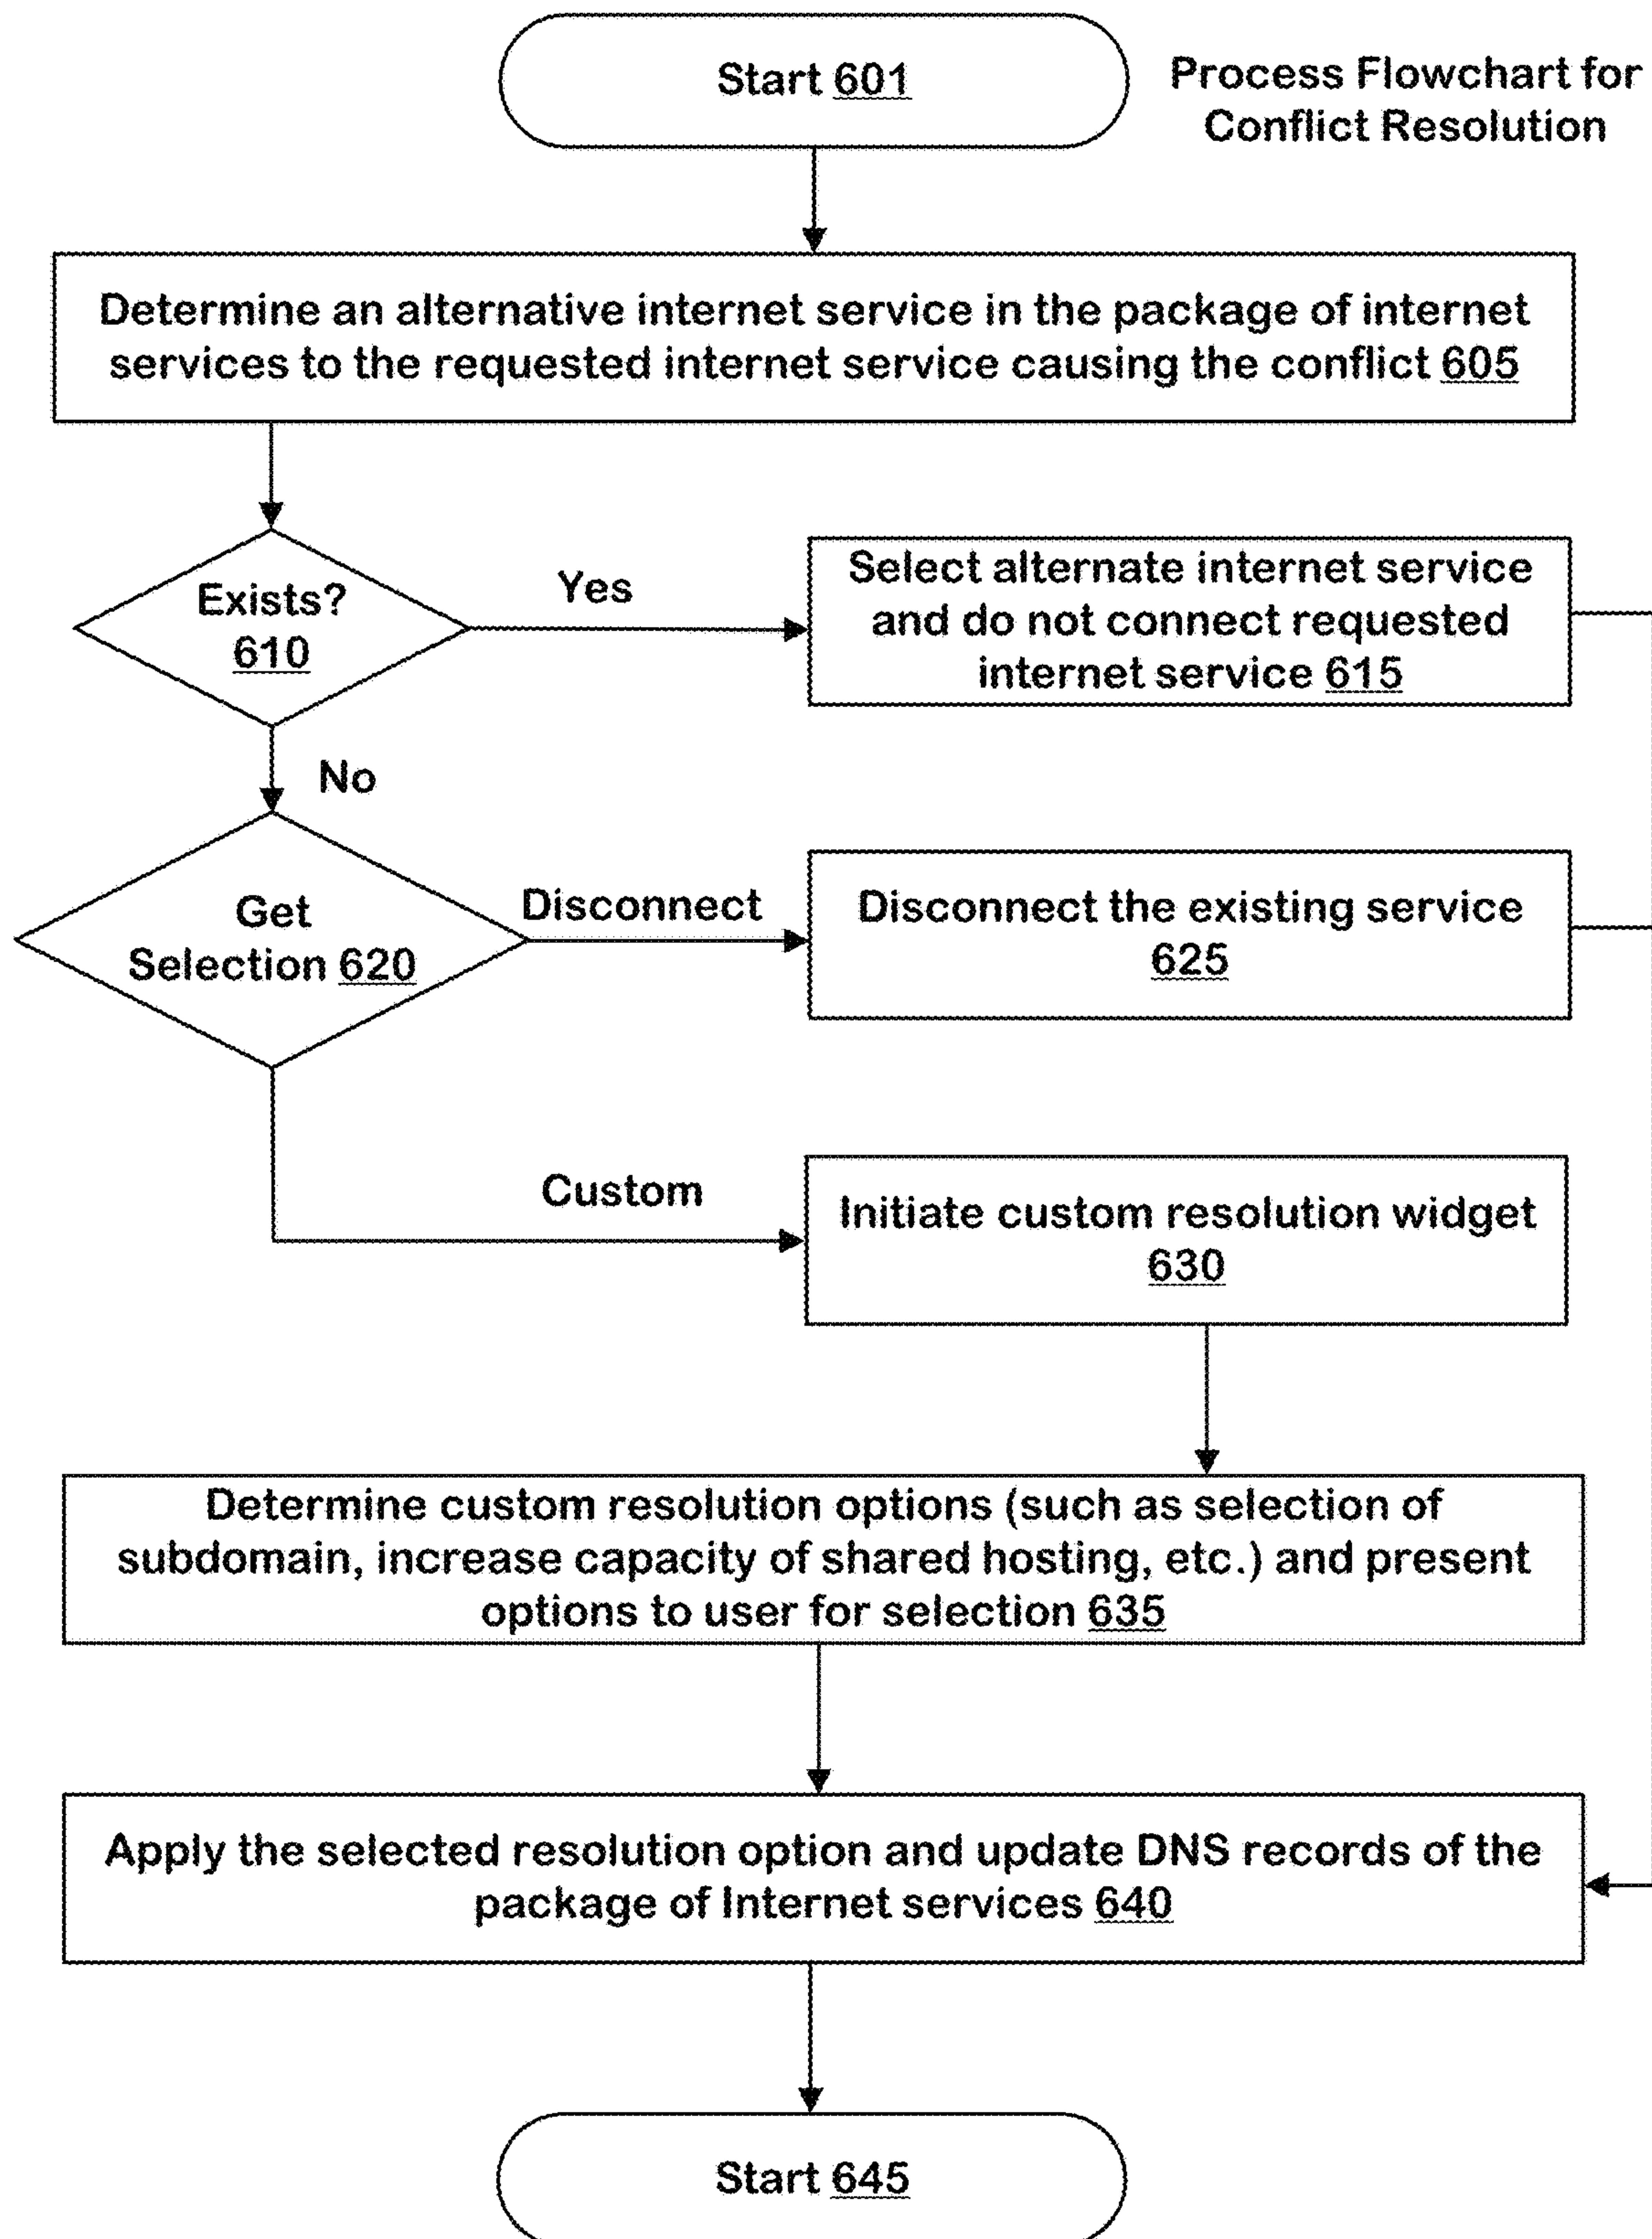 Start 601
Process Flowchart for
Conflict Resolution
Determine an alternative internet service in the package of internet
services to the requested internet service causing the conflict 605
Exists?
610
Yes
Select alternate internet service
and do not connect requested
internet service 615
No
Get
Selection 620
Disconnect
Disconnect the existing service
625
Custom
Initiate custom resolution widget
630
Determine custom resolution options (such as selection of
subdomain, increase capacity of shared hosting, etc.) and present
options to user for selection 635
Apply the selected resolution option and update DNS records of the
package of Internet services 640
Start 645